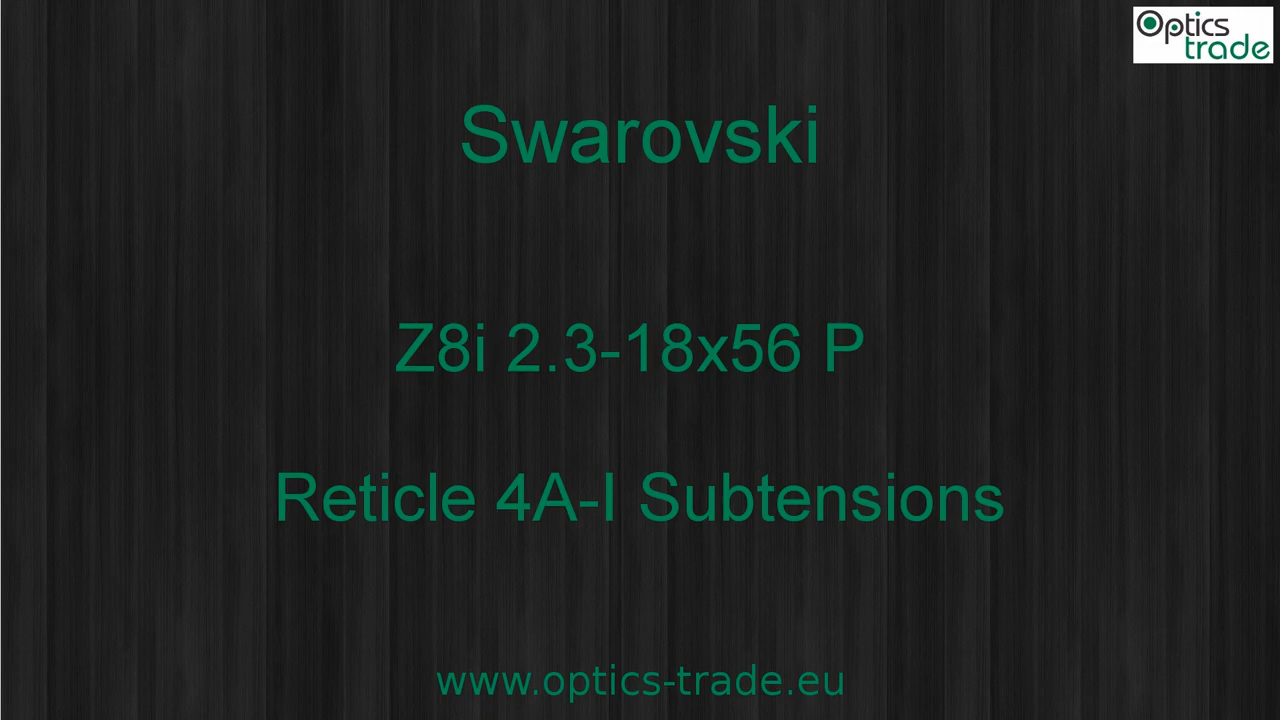 Optics
trade
Swarovski
Z8i 2.3-18x56 P
Reticle 4A-I Subtensions
www.optics-trade.eu